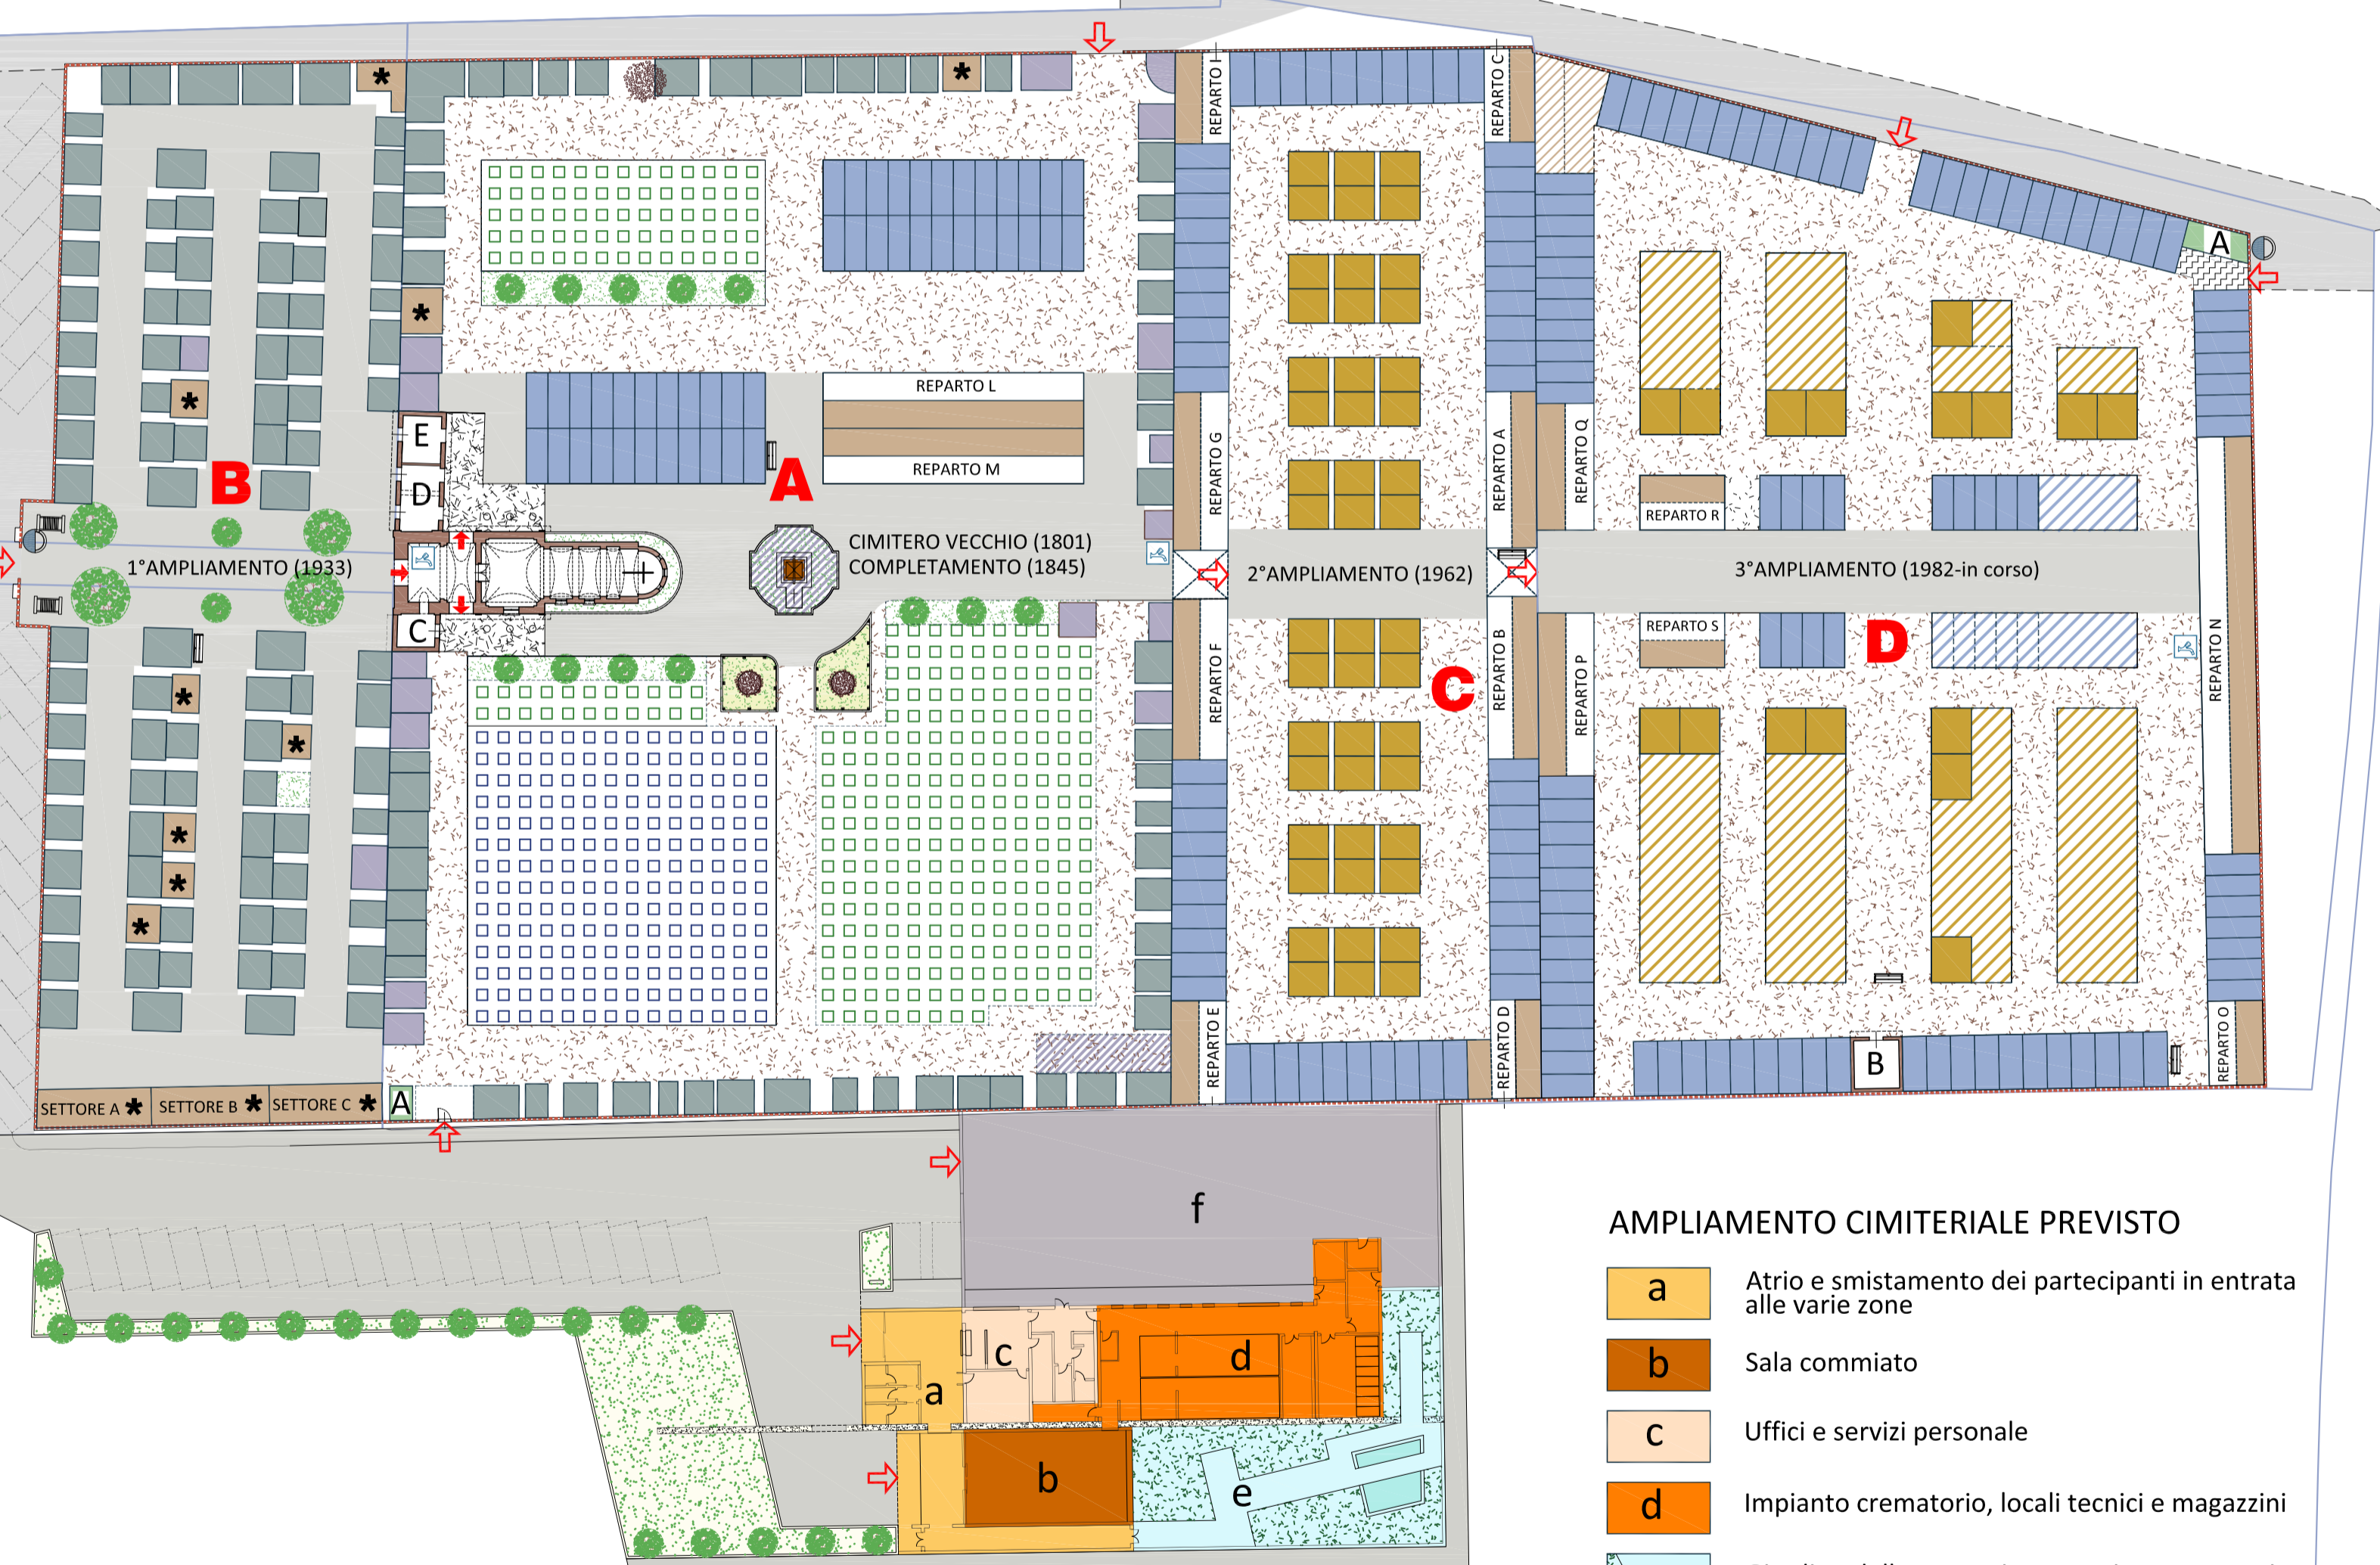 *
*
REPARTO I
REPARTO C
A
*
*
E
D
B
A
REPARTO L
REPARTO M
REPARTO G
REPARTO A
REPARTO Q
REPARTO R
1°AMPLIAMENTO (1933)
CIMITERO VECCHIO (1801)
COMPLETAMENTO (1845)
2°AMPLIAMENTO (1962)
3°AMPLIAMENTO (1982-in corso)
C
REPARTO S
D
C
REPARTO F
REPARTO B
REPARTO P
REPARTO N
*
*
*
*
*
REPARTO E
REPARTO D
B
REPARTO O
SETTORE A *
SETTORE B *
SETTORE C *
A
f
c
d
a
b
e
AMPLIAMENTO CIMITERIALE PREVISTO
a
Atrio e smistamento dei partecipanti in entrata
alle varie zone
b
Sala commiato
c
Uffici e servizi personale
d
Impianto crematorio, locali tecnici e magazzini